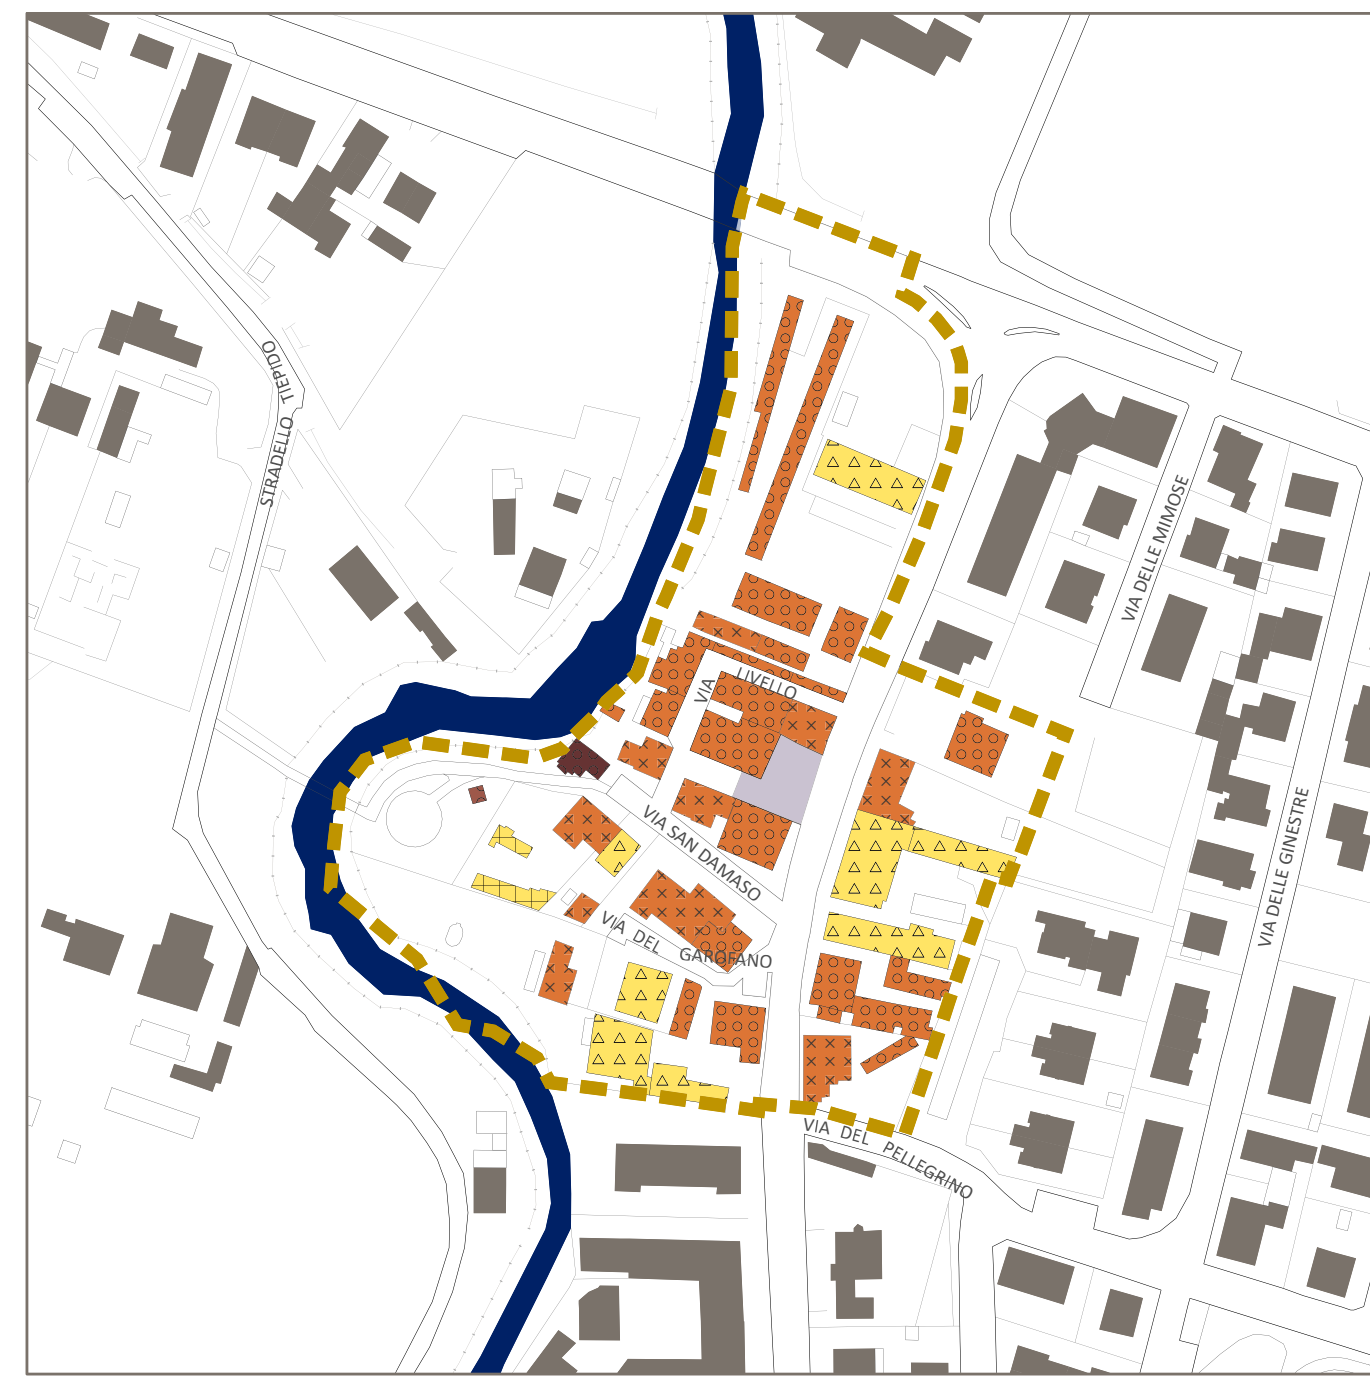 STRADELLO TIEPIDO
VIA DELLE MIMOSE
VIA LIVELLO
VIA DELLE GINESTRE
VIA SAN DAMASO
VIA DEL GAROFANO
VIA DEL PELLEGRINO